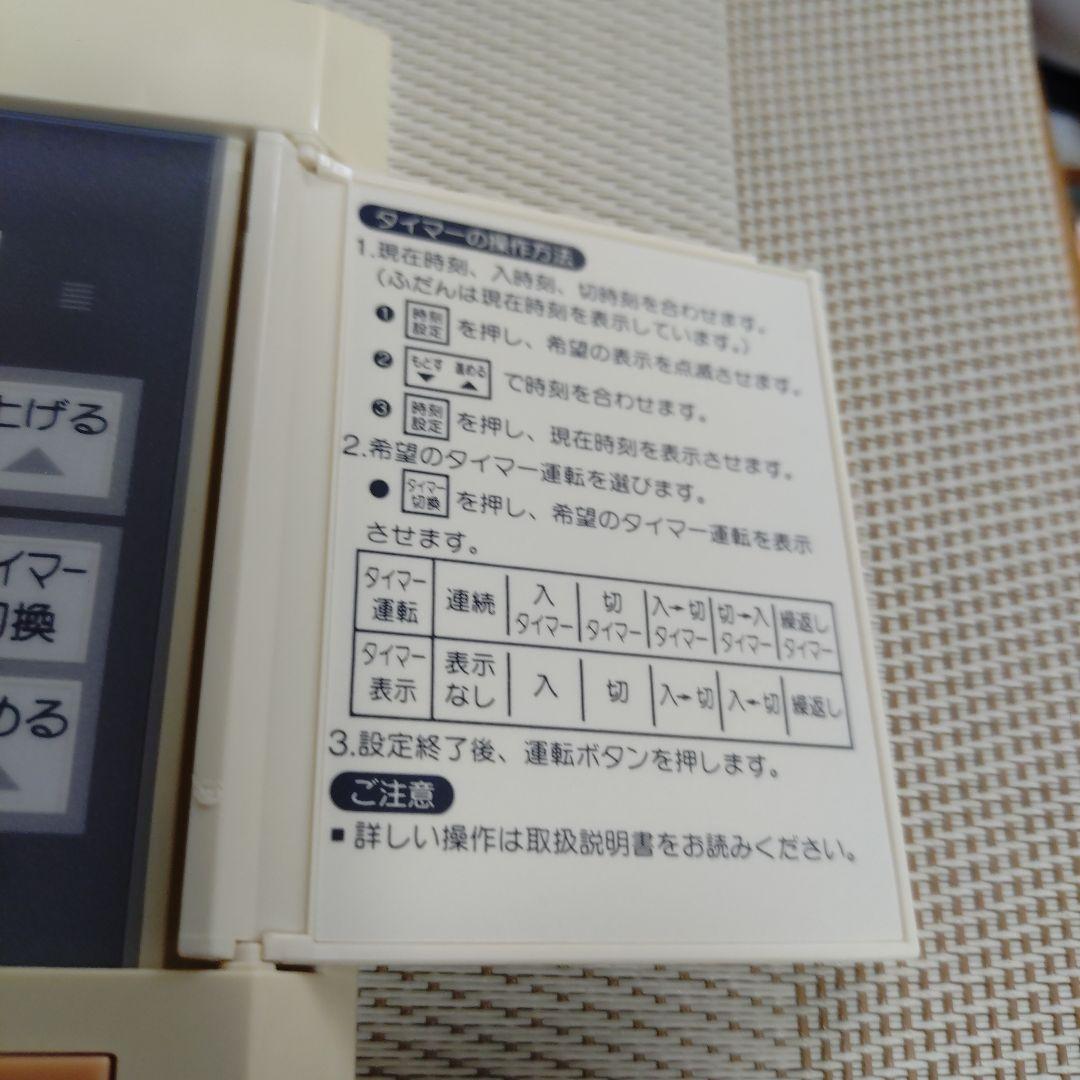 上げる
イマー
換
める
タイマーの操作方法
1.現在時刻、入時刻、切時刻を合わせます。
(ふだんは現在時刻を表示しています。)
❶ 時刻設定 を押し、希望の表示を点滅させます。
❷ もどす▼ 進める▲ で時刻を合わせます。
❸ 時刻設定 を押し、現在時刻を表示させます。
2.希望のタイマー運転を選びます。
● タイマー切換 を押し、希望のタイマー運転を表示
させます。
タイマー運転 連続 入タイマー 切タイマー 入→切タイマー 切→入タイマー 繰返しタイマー
タイマー表示 表示なし 入 切 入→切 入→切 繰返し
3.設定終了後、運転ボタンを押します。
ご注意
■ 詳しい操作は取扱説明書をお読みください。